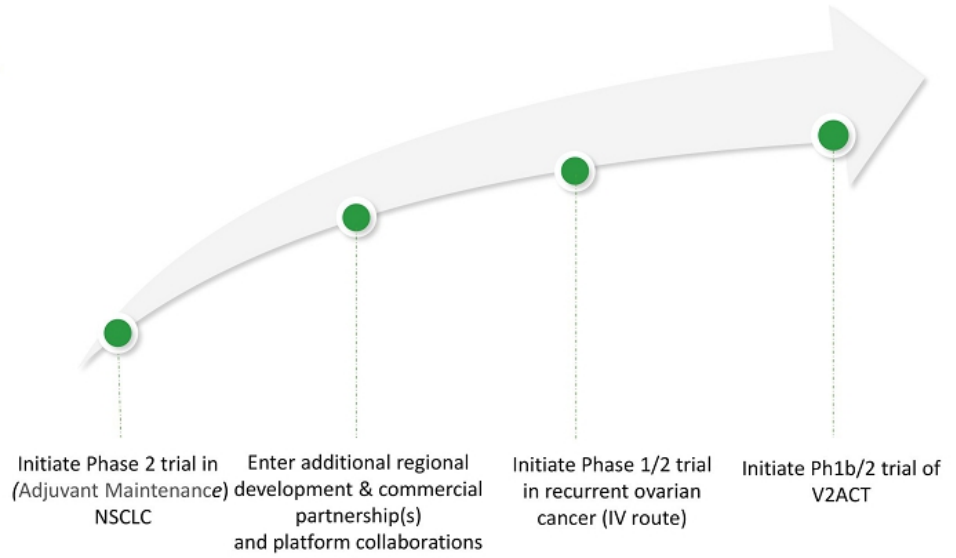 Initiate Phase 2 trial in
(Adjuvant Maintenance)
NSCLC
Enter additional regional
development & commercial
partnership(s)
and platform collaborations
Initiate Phase 1/2 trial
in recurrent ovarian
cancer (IV route)
Initiate Ph1b/2 trial of
V2ACT